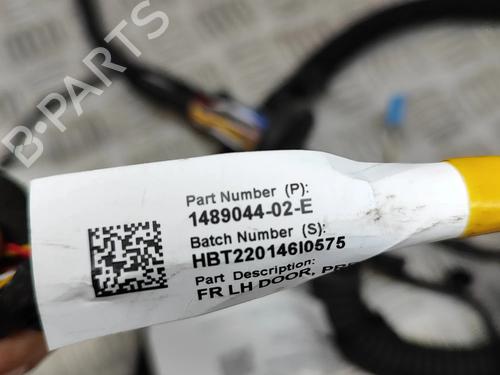 B-PARTS
Part Number (P):
1489044-02-E
Batch Number (S):
HBT220146I0575
Part Description:
FR LH DOOR,